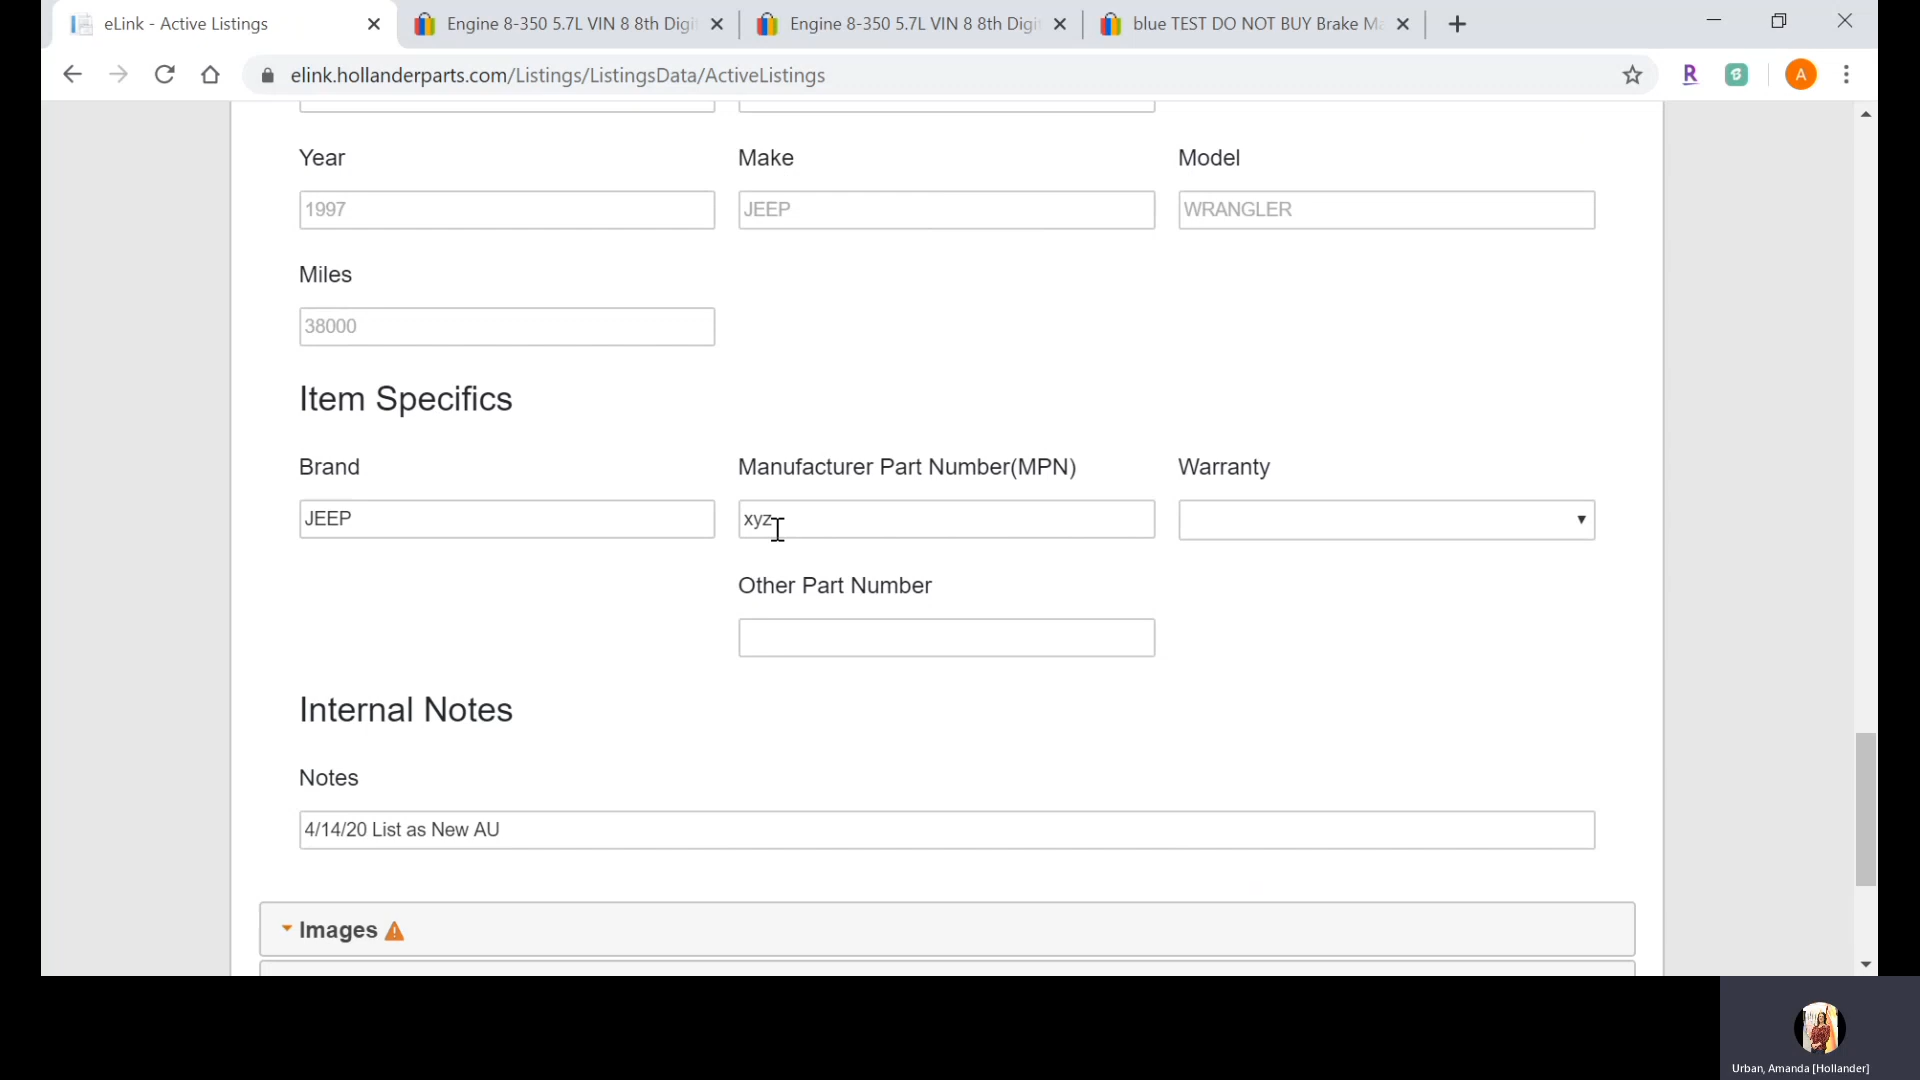 eLink - Active Listings
Engine 8-350 5.7L VIN 8 8th Digit
Engine 8-350 5.7L VIN 8 8th Digit
blue TEST DO NOT BUY Brake Ma
elink.hollanderparts.com/Listings/ListingsData/ActiveListings
R
A
Year
Make
Model
1997
JEEP
WRANGLER
Miles
38000
Item Specifics
Brand
Manufacturer Part Number(MPN)
Warranty
JEEP
xyz
Other Part Number
Internal Notes
Notes
4/14/20 List as New AU
Images
Urban, Amanda [Hollander]